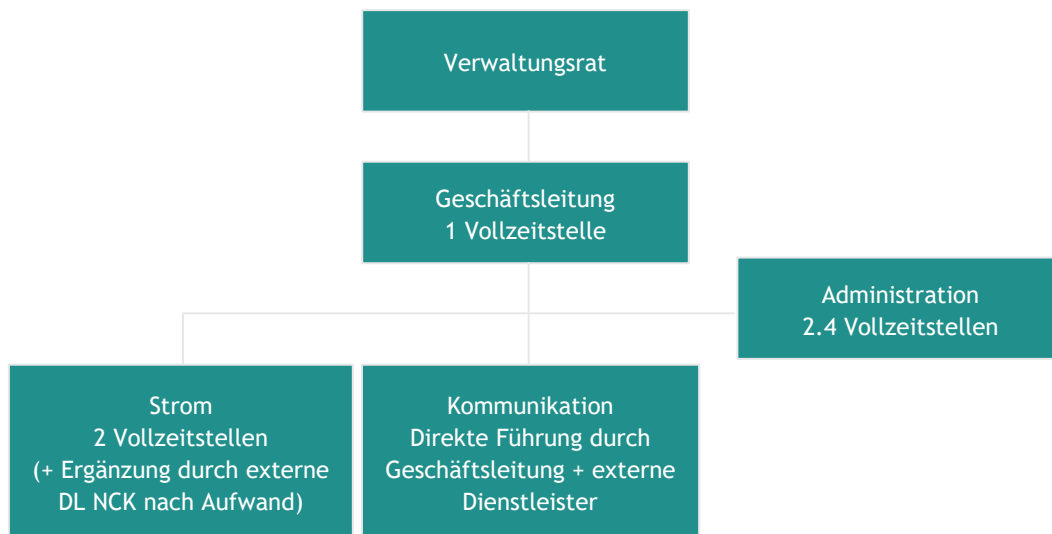 Verwaltungsrat
Geschäftsleitung
1 Vollzeitstelle
Administration
2.4 Vollzeitstellen
Strom
2 Vollzeitstellen
(+ Ergänzung durch externe
DL NCK nach Aufwand)
Kommunikation
Direkte Führung durch
Geschäftsleitung + externe
Dienstleister